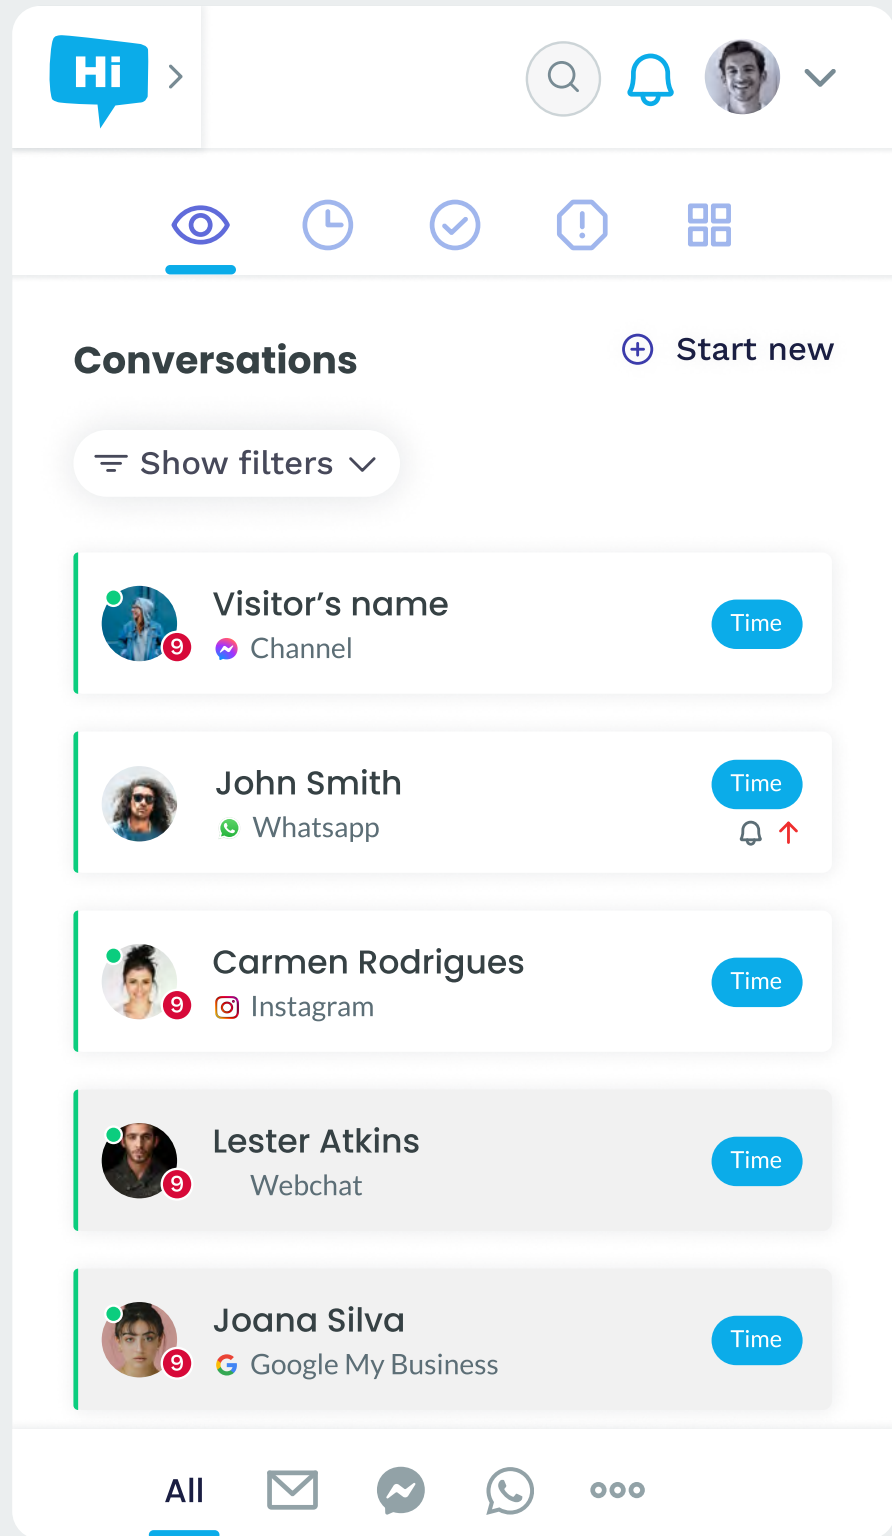 Hi
Conversations
Start new
Show filters
Visitor’s name
Channel
9
Time
John Smith
Whatsapp
Time
Carmen Rodrigues
Instagram
9
Time
Lester Atkins
Webchat
9
Time
Joana Silva
Google My Business
9
Time
All